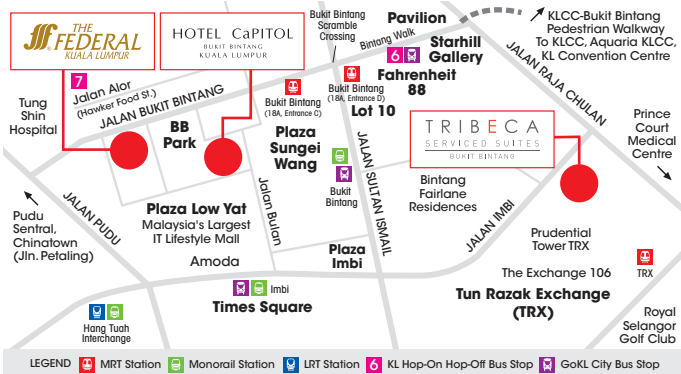 THE
FEDERAL
KUALA LUMPUR
HOTEL CAPITOL
BUKIT BINTANG
KUALA LUMPUR
Bukit Bintang
Scramble
Crossing
Pavilion
Bintang Walk
6
Starhill
Gallery
Fahrenheit
88
KLCC-Bukit Bintang
Pedestrian Walkway
To KLCC, Aquaria KLCC,
KL Convention Centre
JALAN RAJA CHULAN
7
Jalan Alor
(Hawker Food St.)
JALAN BUKIT BINTANG
Tung
Shin
Hospital
BB
Park
Bukit Bintang
(18A, Entrance C)
Bukit Bintang
(18A, Entrance D)
Lot 10
Plaza
Sungei
Wang
TRIBECA
SERVICED SUITES
BUKIT BINTANG
Prince
Court
Medical
Centre
Bukit
Bintang
JALAN SULTAN ISMAIL
Bintang
Fairlane
Residences
JALAN IMBI
JALAN PUDU
Pudu
Sentral,
Chinatown
(Jln. Petaling)
Plaza Low Yat
Malaysia's Largest
IT Lifestyle Mall
Jalan Bulan
Amoda
Plaza
Imbi
Prudential
Tower TRX
TRX
The Exchange 106
Tun Razak Exchange
(TRX)
Imbi
Times Square
Hang Tuah
Interchange
Royal
Selangor
Golf Club
LEGEND MRT Station Monorail Station LRT Station 6 KL Hop-On Hop-Off Bus Stop GoKL City Bus Stop